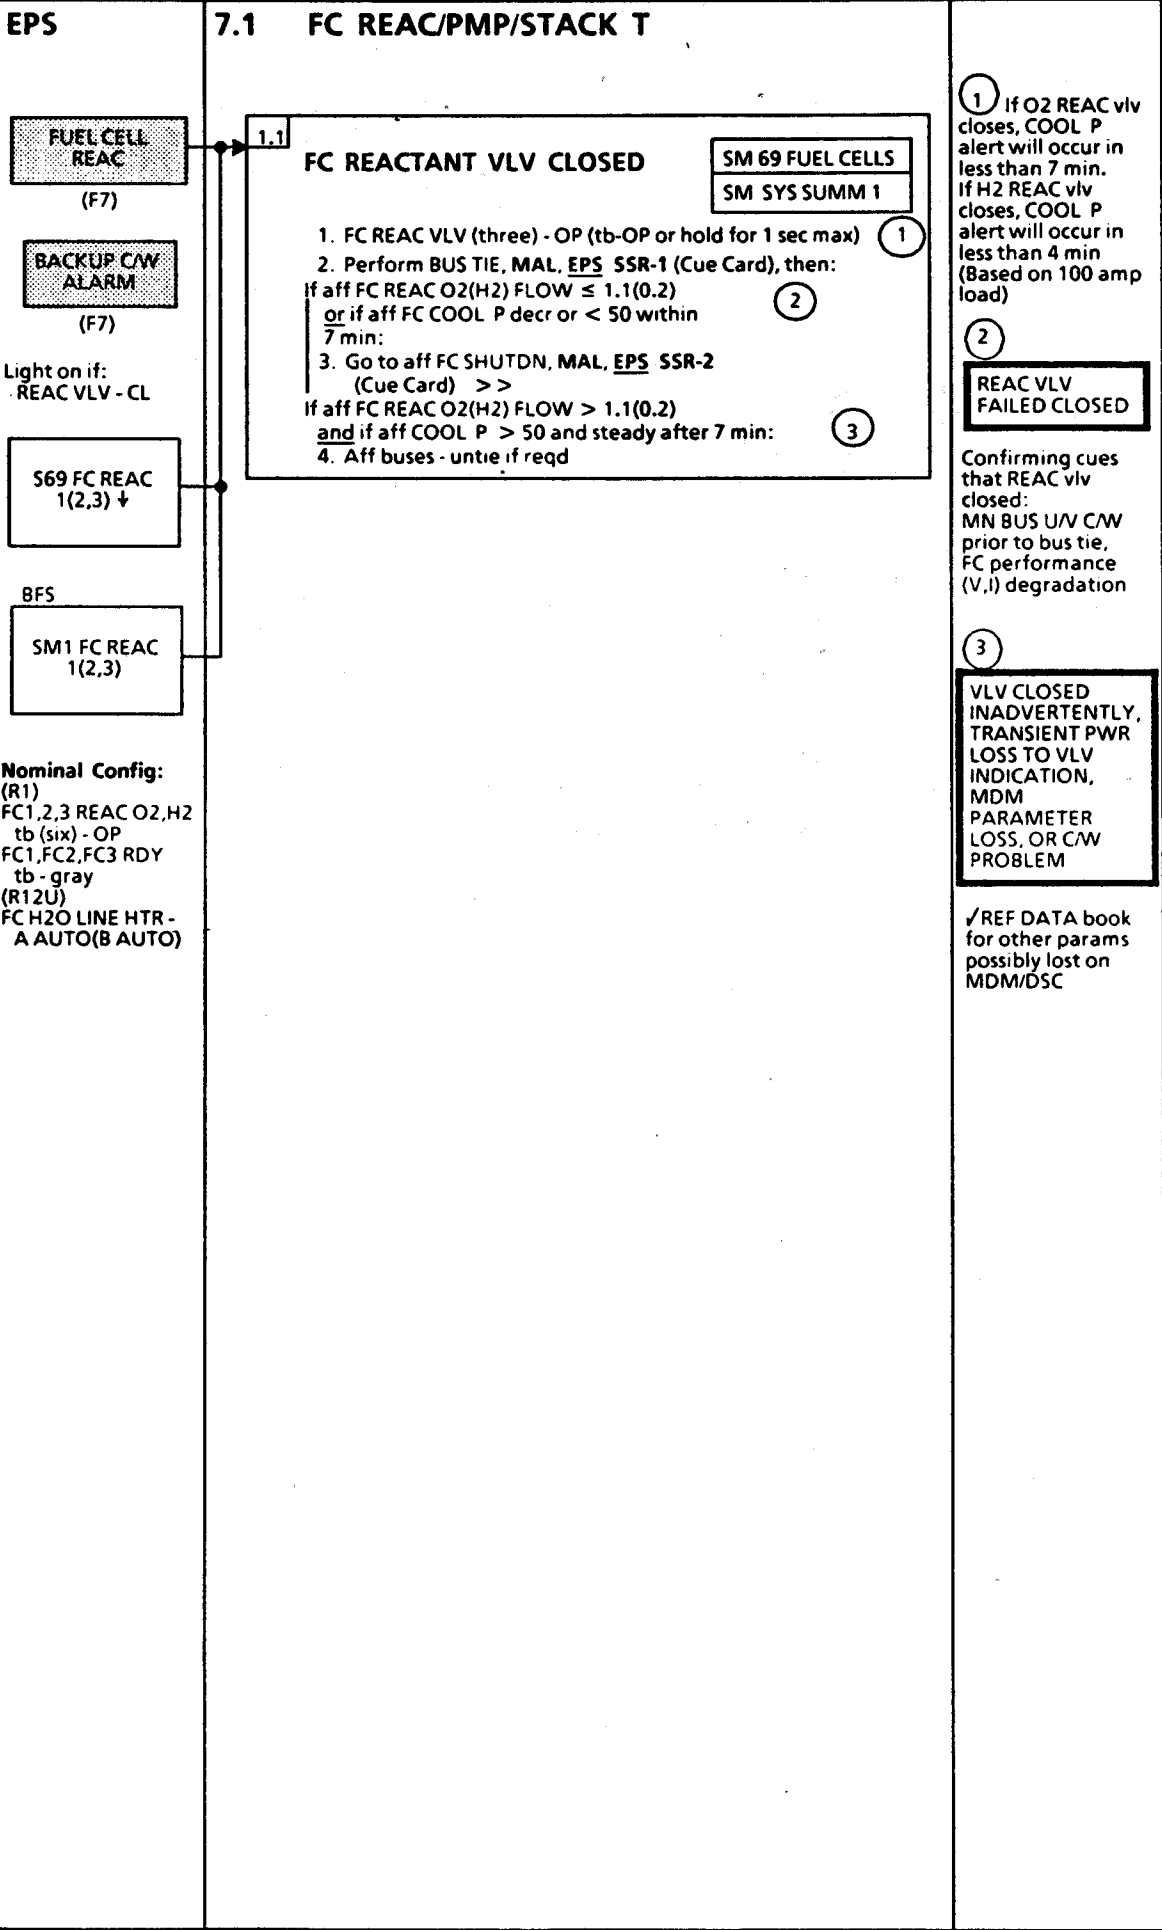 EPS
7.1 FC REAC/PMP/STACK T
FUEL CELL
REAC
(F7)
BACKUP C/W
ALARM
(F7)
Light on if:
REAC VLV - CL
S69 FC REAC
1(2,3) ↓
BFS
SM1 FC REAC
1(2,3)
Nominal Config:
(R1)
FC1,2,3 REAC O2,H2
tb (six) - OP
FC1,FC2,FC3 RDY
tb - gray
(R12U)
FC H2O LINE HTR -
A AUTO(B AUTO)
1.1
FC REACTANT VLV CLOSED
SM 69 FUEL CELLS
SM SYS SUMM 1
1. FC REAC VLV (three) - OP (tb-OP or hold for 1 sec max) 1
2. Perform BUS TIE, MAL, EPS SSR-1 (Cue Card), then:
If aff FC REAC O2(H2) FLOW ≤ 1.1(0.2) 2
or if aff FC COOL P decr or < 50 within
7 min:
3. Go to aff FC SHUTDN, MAL, EPS SSR-2
(Cue Card) > >
If aff FC REAC O2(H2) FLOW > 1.1(0.2)
and if aff COOL P > 50 and steady after 7 min: 3
4. Aff buses - untie if reqd
1 If O2 REAC vlv
closes, COOL P
alert will occur in
less than 7 min.
If H2 REAC vlv
closes, COOL P
alert will occur in
less than 4 min
(Based on 100 amp
load)
2
REAC VLV
FAILED CLOSED
Confirming cues
that REAC vlv
closed:
MN BUS U/V C/W
prior to bus tie,
FC performance
(V,I) degradation
3
VLV CLOSED
INADVERTENTLY,
TRANSIENT PWR
LOSS TO VLV
INDICATION,
MDM
PARAMETER
LOSS, OR C/W
PROBLEM
✓REF DATA book
for other params
possibly lost on
MDM/DSC